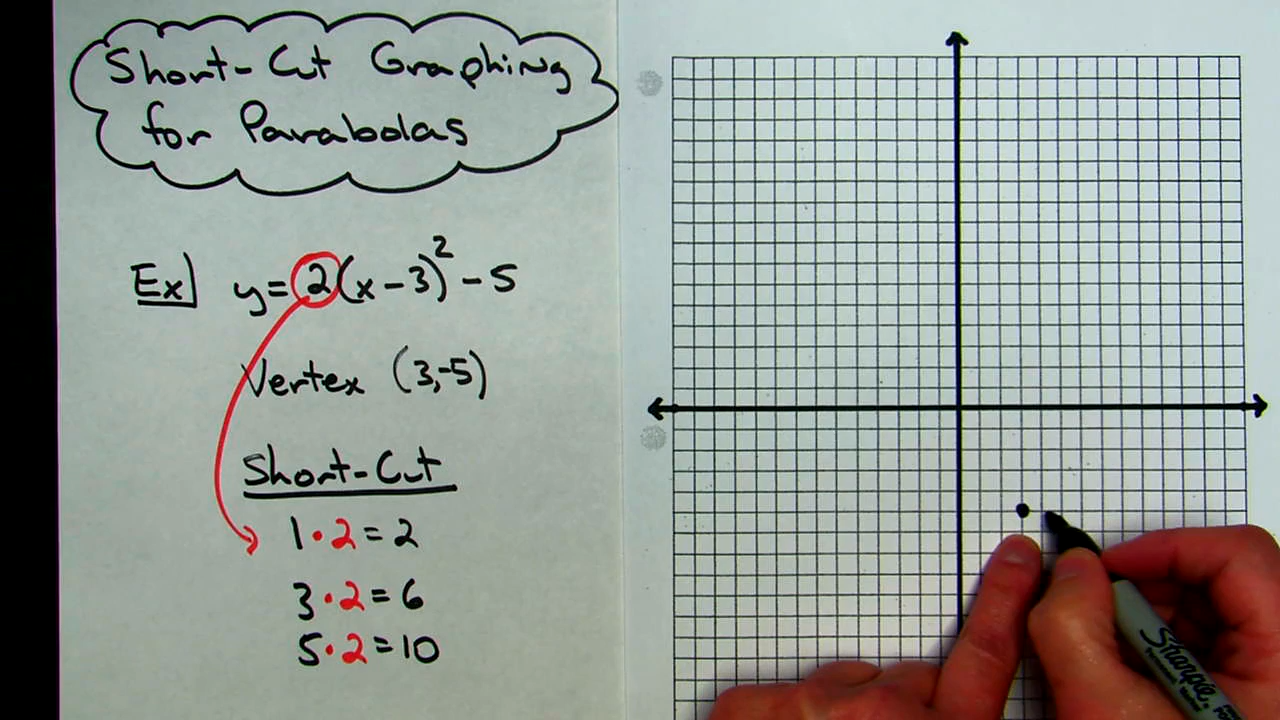 Short-Cut Graphing
for Parabolas
Ex) y=2(x-3)² -5
Vertex (3,-5)
Short-Cut
1·2=2
3·2=6
5·2=10
Sharpie